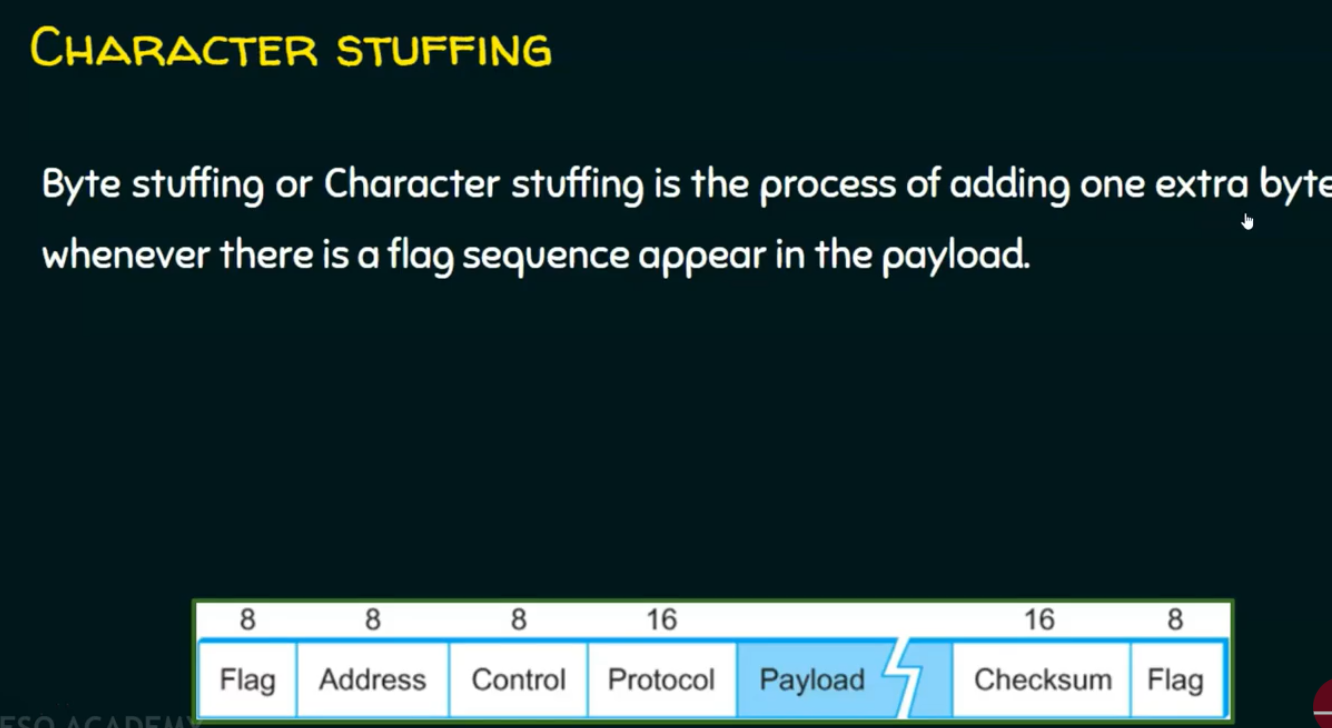 CHARACTER STUFFING
Byte stuffing or Character stuffing is the process of adding one extra byte
whenever there is a flag sequence appear in the payload.
8 8 8 16 16 8
Flag Address Control Protocol Payload Checksum Flag
ESO ACADEMY